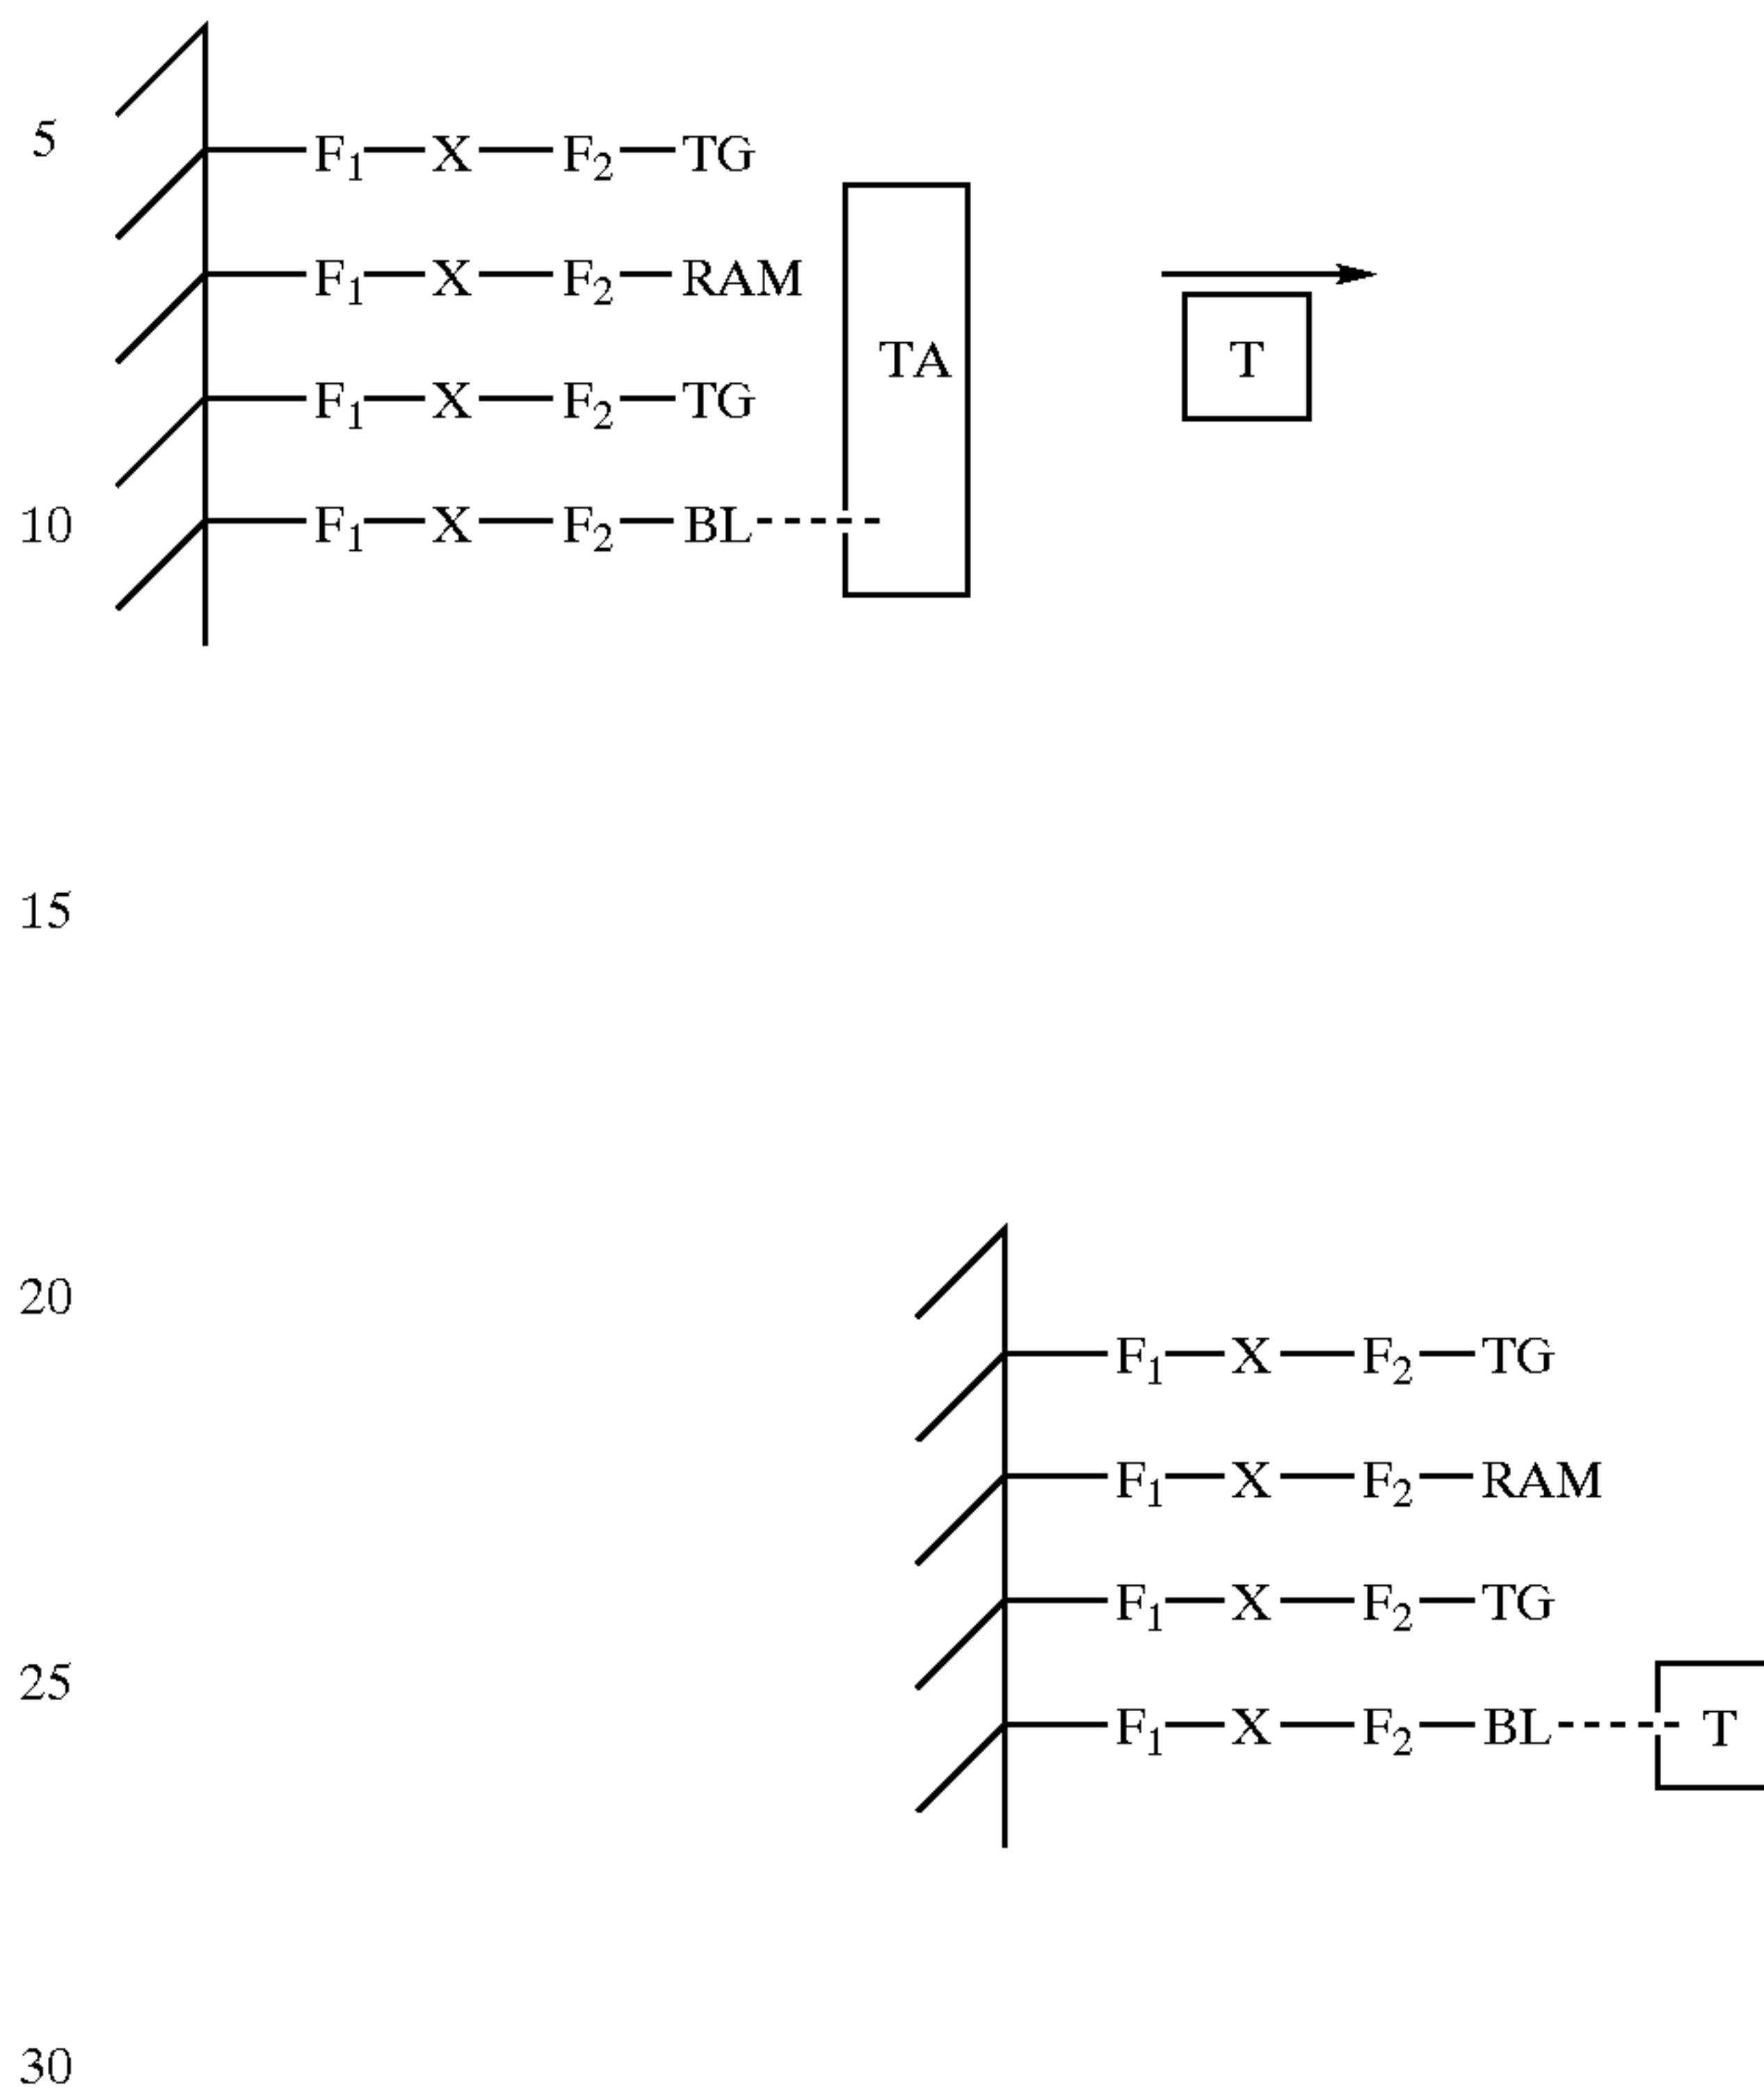 5 F1 X F2 TG
F1 X F2 RAM
TA T
F1 X F2 TG
10 F1 X F2 BL
15
20
F1 X F2 TG
F1 X F2 RAM
F1 X F2 TG
25
F1 X F2 BL T
30